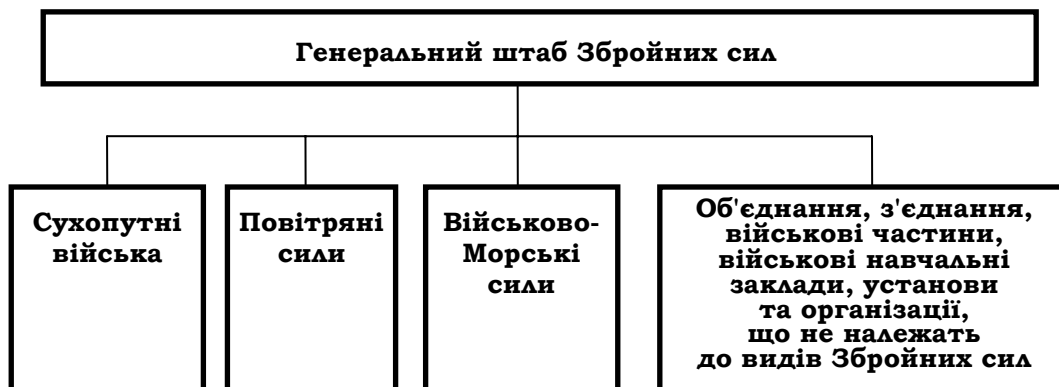 Генеральний штаб Збройних сил
Сухопутні
війська
Повітряні
сили
Військово-
Морські
сили
Об'єднання, з'єднання,
військові частини,
військові навчальні
заклади, установи
та організації,
що не належать
до видів Збройних сил